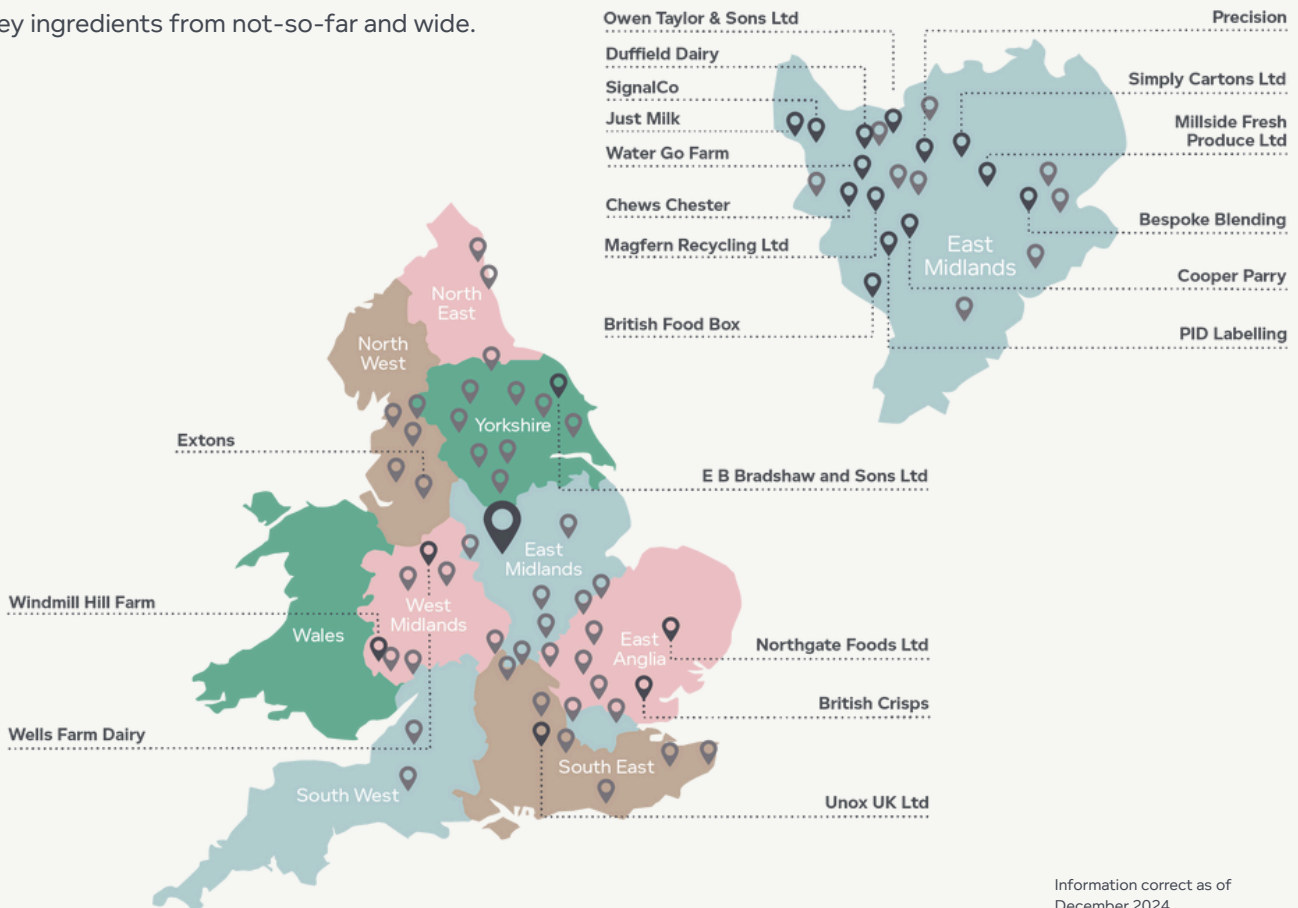 ey ingredients from not-so-far and wide.
Owen Taylor & Sons Ltd
Duffield Dairy
SignalCo
Just Milk
Water Go Farm
Chews Chester
Magfern Recycling Ltd
British Food Box
Precision
Simply Cartons Ltd
Millside Fresh
Produce Ltd
Bespoke Blending
Cooper Parry
PID Labelling
East
Midlands
North
East
North
West
Yorkshire
Extons
E B Bradshaw and Sons Ltd
East
Midlands
Windmill Hill Farm
West
Midlands
Wales
East
Anglia
Northgate Foods Ltd
British Crisps
Wells Farm Dairy
South East
South West
Unox UK Ltd
Information correct as of
December 2024